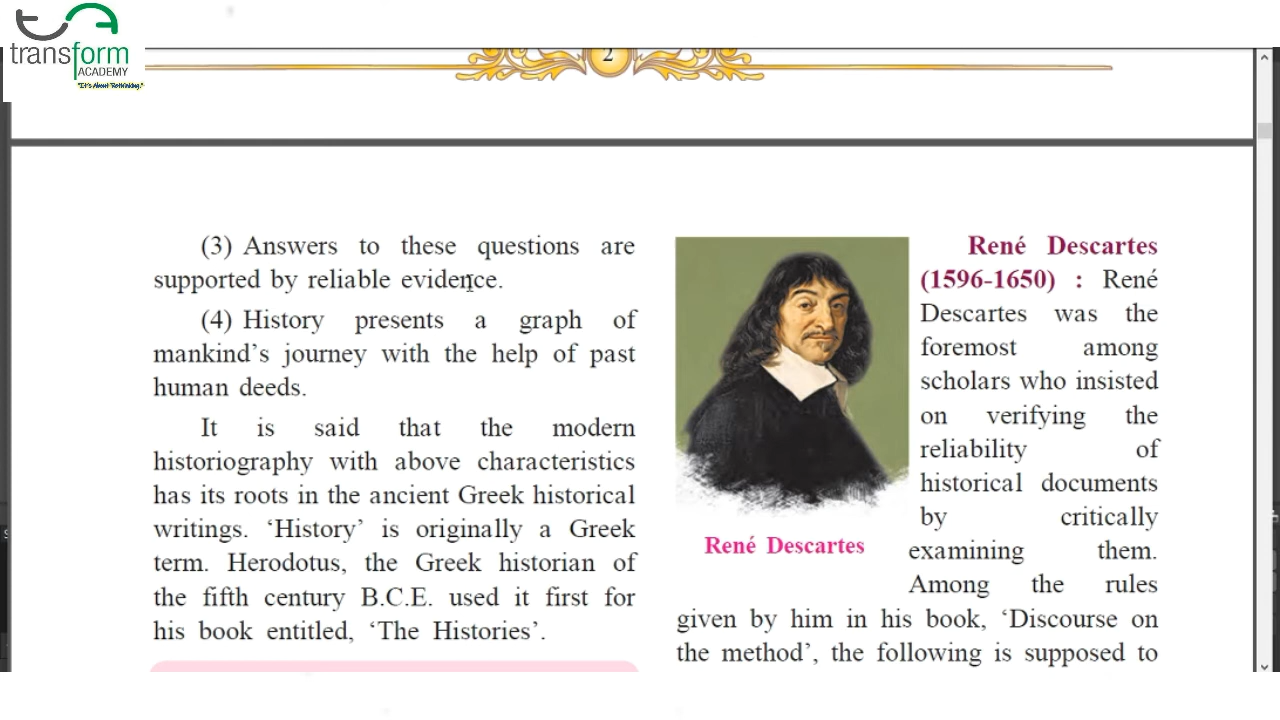 transform
ACADEMY
"It's About Rethinking."
2
(3) Answers to these questions are
supported by reliable evidence.
(4) History presents a graph of
mankind's journey with the help of past
human deeds.
It is said that the modern
historiography with above characteristics
has its roots in the ancient Greek historical
writings. 'History' is originally a Greek
term. Herodotus, the Greek historian of
the fifth century B.C.E. used it first for
his book entitled, 'The Histories'.
René Descartes
René Descartes
(1596-1650) : René
Descartes was the
foremost among
scholars who insisted
on verifying the
reliability of
historical documents
by critically
examining them.
Among the rules
given by him in his book, 'Discourse on
the method', the following is supposed to